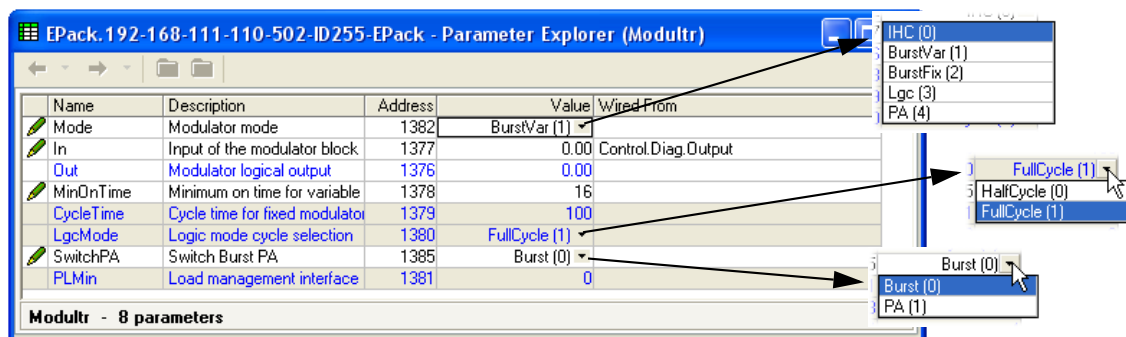 EPack.192-168-111-110-502-ID255-EPack - Parameter Explorer (Modultr)
Name Description Address Value Wired From
Mode Modulator mode 1382 BurstVar (1)
In Input of the modulator block 1377 0.00 Control.Diag.Output
Out Modulator logical output 1376 0.00
MinOnTime Minimum on time for variable 1378 16
CycleTime Cycle time for fixed modulator 1379 100
LgcMode Logic mode cycle selection 1380 FullCycle (1)
SwitchPA Switch Burst PA 1385 Burst (0)
PLMin Load management interface 1381 0
Modultr - 8 parameters
IHC (0)
BurstVar (1)
BurstFix (2)
Lgc (3)
PA (4)
FullCycle (1)
HalfCycle (0)
FullCycle (1)
Burst (0)
Burst (0)
PA (1)